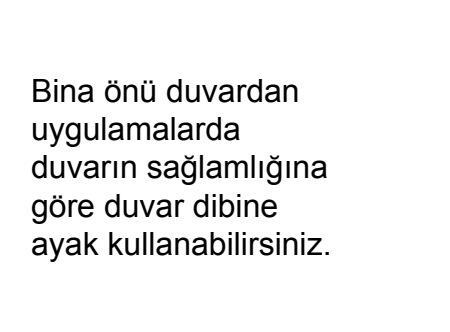 Bina önü duvardan
uygulamalarda
duvarın sağlamlığına
göre duvar dibine
ayak kullanabilirsiniz.